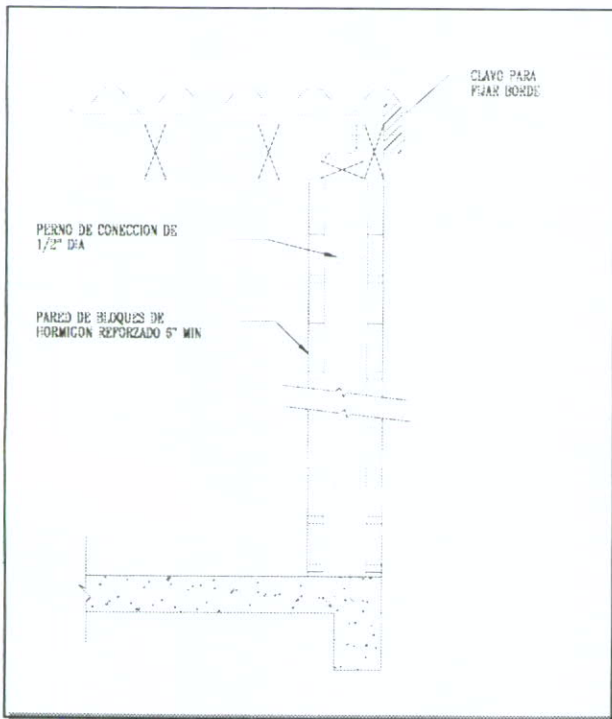 CLAVO PARA
FIJAR BORDE
PERNO DE CONECCION DE
1/2" DIA
PARED DE BLOQUES DE
HORMIGON REFORZADO 6" MIN